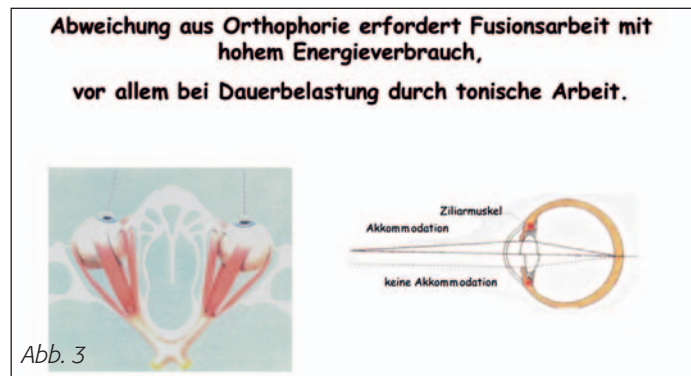 Abweichung aus Orthophorie erfordert Fusionsarbeit mit
hohem Energieverbrauch,
vor allem bei Dauerbelastung durch tonische Arbeit.
Ziliarmuskel
Akkommodation
keine Akkommodation
Abb. 3